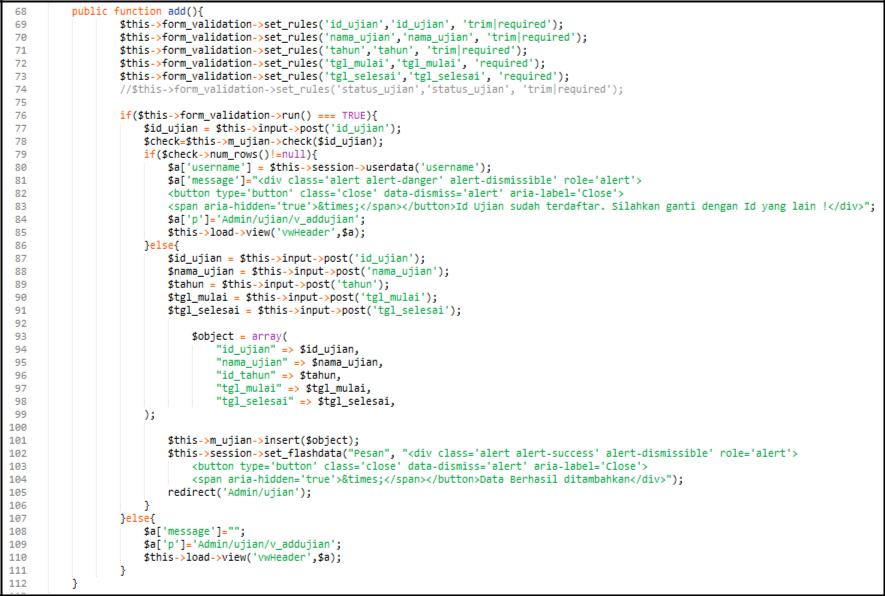 68 public function add(){
69 $this->form_validation->set_rules('id_ujian','id_ujian', 'trim|required');
70 $this->form_validation->set_rules('nama_ujian','nama_ujian', 'trim|required');
71 $this->form_validation->set_rules('tahun','tahun', 'trim|required');
72 $this->form_validation->set_rules('tgl_mulai','tgl_mulai', 'required');
73 $this->form_validation->set_rules('tgl_selesai','tgl_selesai', 'required');
74 //$this->form_validation->set_rules('status_ujian','status_ujian', 'trim|required');
75
76 if($this->form_validation->run() === TRUE){
77 $id_ujian = $this->input->post('id_ujian');
78 $check=$this->m_ujian->check($id_ujian);
79 if($check->num_rows()!=null){
80 $a['username'] = $this->session->userdata('username');
81 $a['message']="<div class='alert alert-danger' alert-dismissible' role='alert'>
82 <button type='button' class='close' data-dismiss='alert' aria-label='Close'>
83 <span aria-hidden='true'>&times;</span></button>Id Ujian sudah terdaftar. Silahkan ganti dengan Id yang lain !</div>";
84 $a['p']='Admin/ujian/v_addujian';
85 $this->load->view('vwHeader',$a);
86 }else{
87 $id_ujian = $this->input->post('id_ujian');
88 $nama_ujian = $this->input->post('nama_ujian');
89 $tahun = $this->input->post('tahun');
90 $tgl_mulai = $this->input->post('tgl_mulai');
91 $tgl_selesai = $this->input->post('tgl_selesai');
92
93 $object = array(
94 "id_ujian" => $id_ujian,
95 "nama_ujian" => $nama_ujian,
96 "id_tahun" => $tahun,
97 "tgl_mulai" => $tgl_mulai,
98 "tgl_selesai" => $tgl_selesai,
99 );
100
101 $this->m_ujian->insert($object);
102 $this->session->set_flashdata("Pesan", "<div class='alert alert-success' alert-dismissible' role='alert'>
103 <button type='button' class='close' data-dismiss='alert' aria-label='Close'>
104 <span aria-hidden='true'>&times;</span></button>Data Berhasil ditambahkan</div>");
105 redirect('Admin/ujian');
106 }
107 }else{
108 $a['message']="";
109 $a['p']='Admin/ujian/v_addujian';
110 $this->load->view('vwHeader',$a);
111 }
112 }